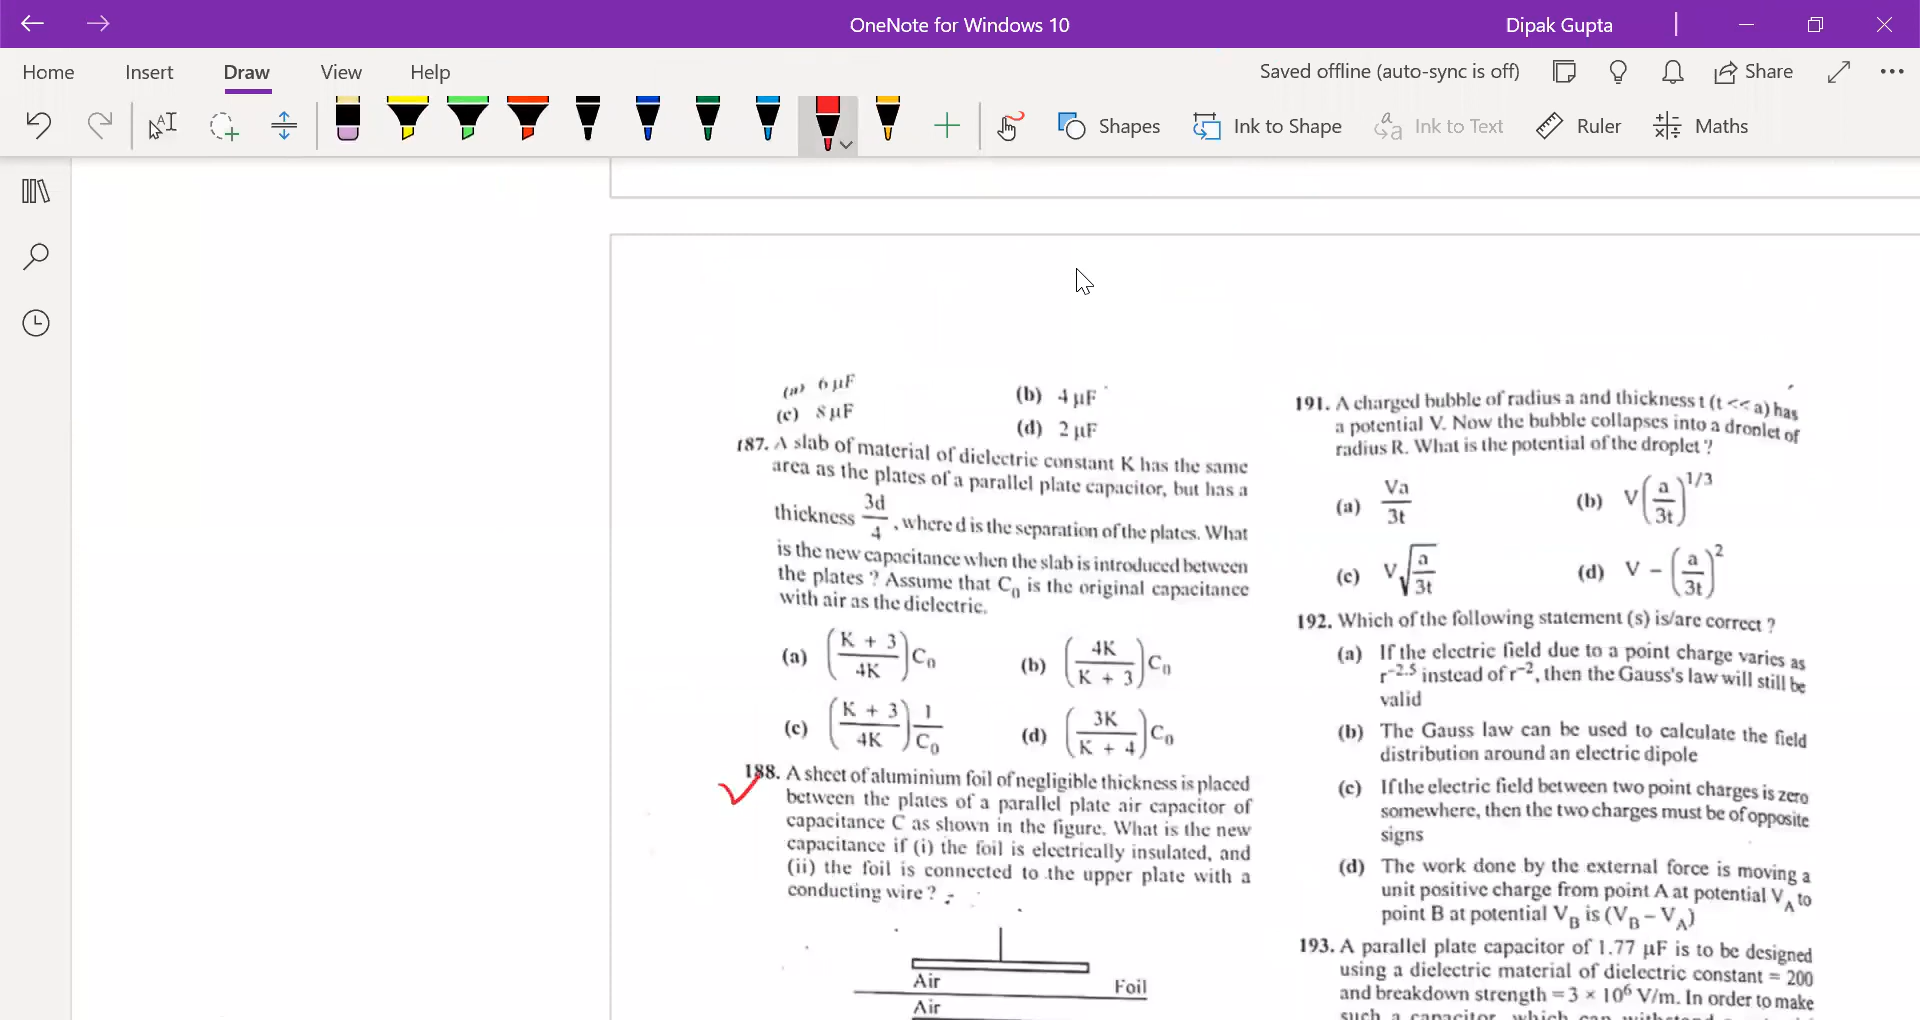 OneNote for Windows 10
Dipak Gupta
Home Insert Draw View Help
Saved offline (auto-sync is off)
Share
Shapes
Ink to Shape
Ink to Text
Ruler
Maths
(a) 6 μF
(b) 4 μF
(c) 8 μF
(d) 2 μF
187. A slab of material of dielectric constant K has the same
area as the plates of a parallel plate capacitor, but has a
thickness 3d/4, where d is the separation of the plates. What
is the new capacitance when the slab is introduced between
the plates ? Assume that C₀ is the original capacitance
with air as the dielectric.
(a) ((K + 3)/4K) C₀ (b) (4K/(K + 3)) C₀
(c) ((K + 3)/4K) 1/C₀ (d) (3K/(K + 4)) C₀
188. A sheet of aluminium foil of negligible thickness is placed
between the plates of a parallel plate air capacitor of
capacitance C as shown in the figure. What is the new
capacitance if (i) the foil is electrically insulated, and
(ii) the foil is connected to the upper plate with a
conducting wire ?
Air
Foil
Air
191. A charged bubble of radius a and thickness t (t << a) has
a potential V. Now the bubble collapses into a droplet of
radius R. What is the potential of the droplet ?
(a) Va/3t (b) V(a/3t)^1/3
(c) V√(a/3t) (d) V − (a/3t)²
192. Which of the following statement (s) is/are correct ?
(a) If the electric field due to a point charge varies as
r⁻²·⁵ instead of r⁻², then the Gauss's law will still be
valid
(b) The Gauss law can be used to calculate the field
distribution around an electric dipole
(c) If the electric field between two point charges is zero
somewhere, then the two charges must be of opposite
signs
(d) The work done by the external force is moving a
unit positive charge from point A at potential V_A to
point B at potential V_B is (V_B − V_A)
193. A parallel plate capacitor of 1.77 μF is to be designed
using a dielectric material of dielectric constant = 200
and breakdown strength = 3 × 10⁶ V/m. In order to make
such a capacitor, which can